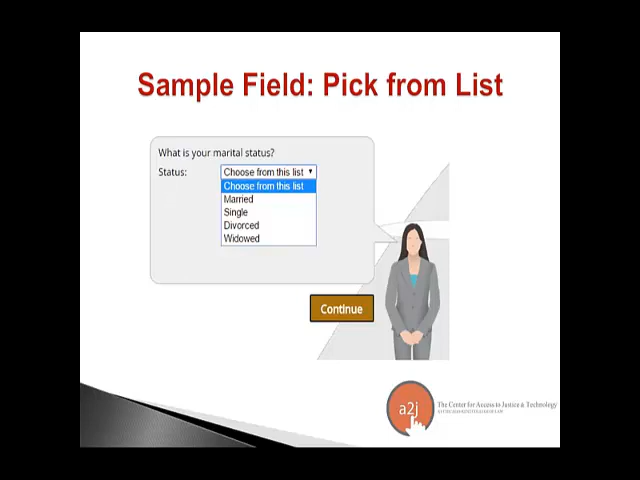 Sample Field: Pick from List
What is your marital status?
Status: Choose from this list
Choose from this list
Married
Single
Divorced
Widowed
Continue
a2j
The Center for Access to Justice & Technology